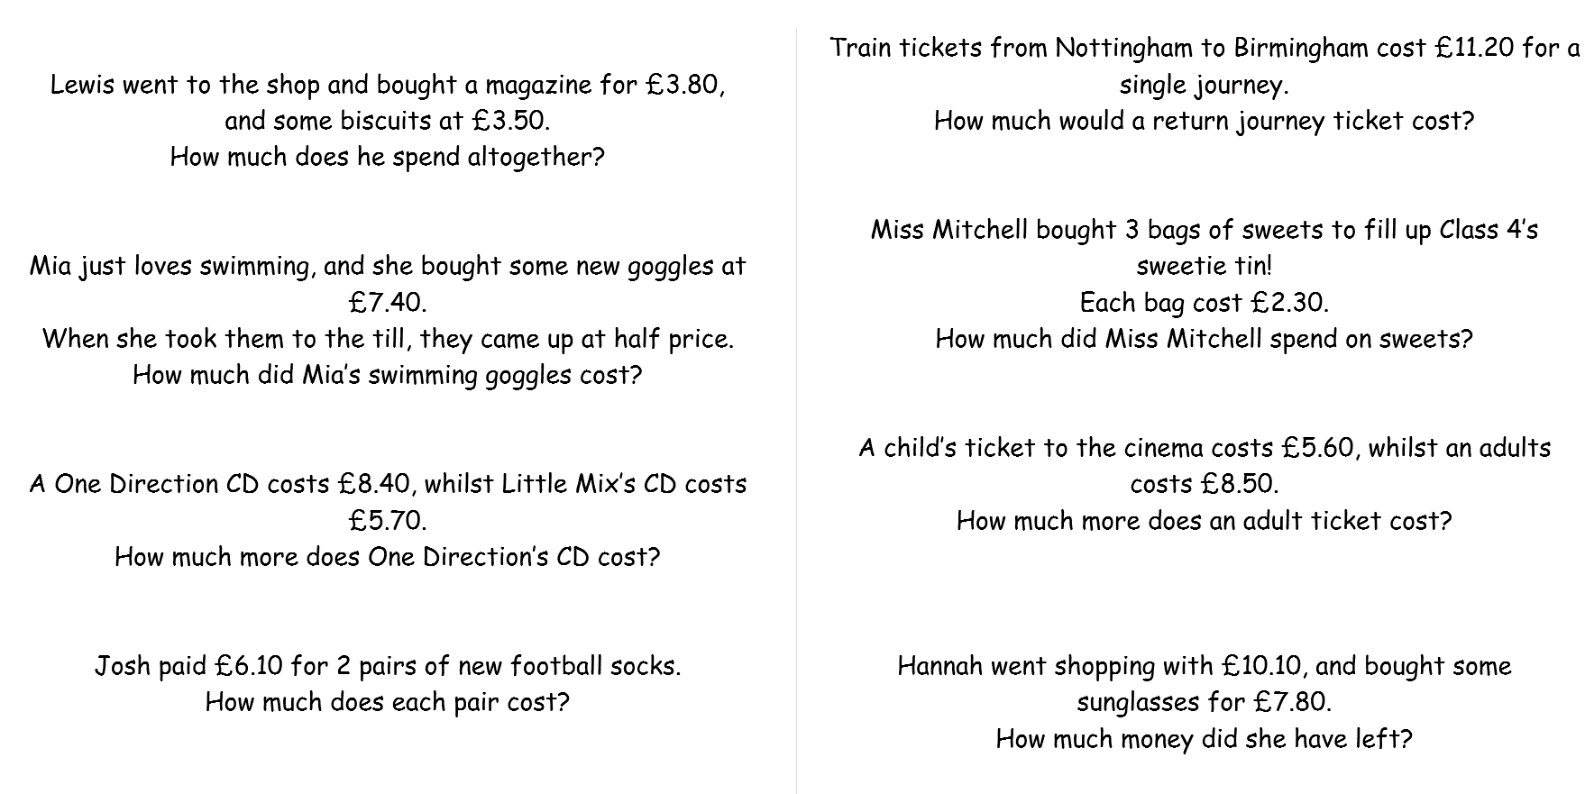 Lewis went to the shop and bought a magazine for £3.80,
and some biscuits at £3.50.
How much does he spend altogether?
Mia just loves swimming, and she bought some new goggles at
£7.40.
When she took them to the till, they came up at half price.
How much did Mia’s swimming goggles cost?
A One Direction CD costs £8.40, whilst Little Mix’s CD costs
£5.70.
How much more does One Direction’s CD cost?
Josh paid £6.10 for 2 pairs of new football socks.
How much does each pair cost?
Train tickets from Nottingham to Birmingham cost £11.20 for a
single journey.
How much would a return journey ticket cost?
Miss Mitchell bought 3 bags of sweets to fill up Class 4’s
sweetie tin!
Each bag cost £2.30.
How much did Miss Mitchell spend on sweets?
A child’s ticket to the cinema costs £5.60, whilst an adults
costs £8.50.
How much more does an adult ticket cost?
Hannah went shopping with £10.10, and bought some
sunglasses for £7.80.
How much money did she have left?